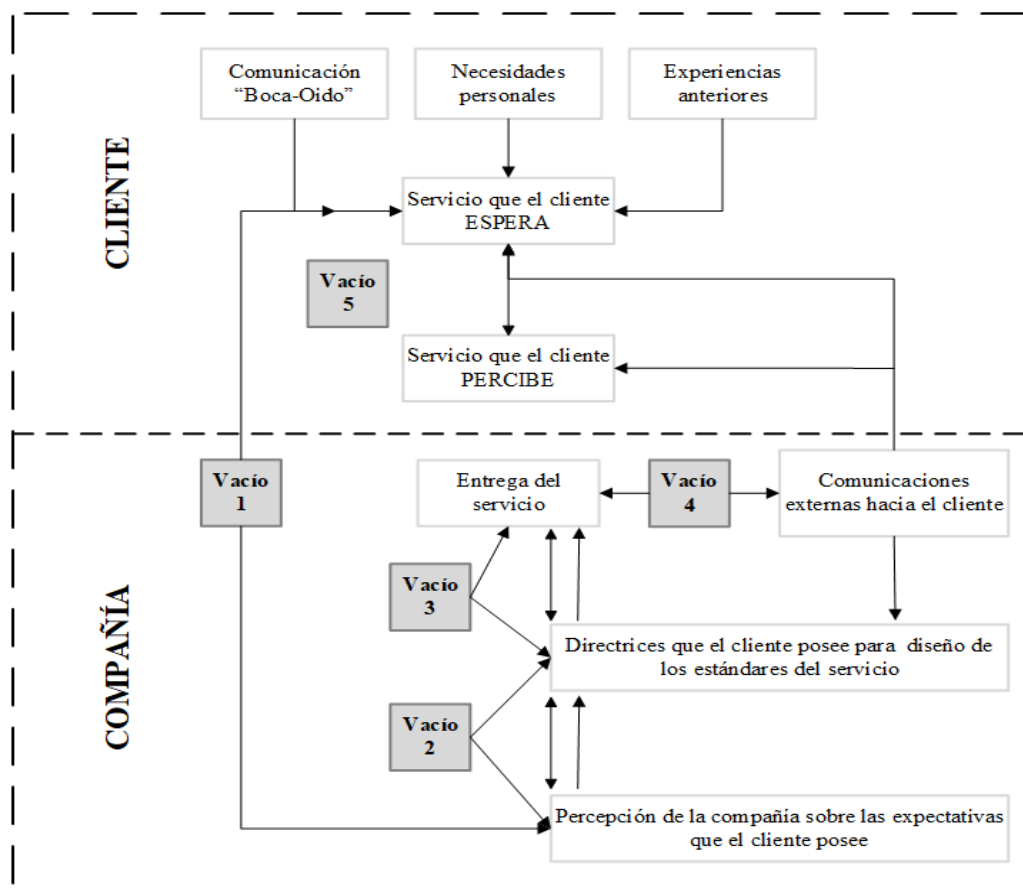 CLIENTE
Comunicación
“Boca-Oido”
Necesidades
personales
Experiencias
anteriores
Servicio que el cliente
ESPERA
Vacío
5
Servicio que el cliente
PERCIBE
COMPAÑÍA
Vacío
1
Entrega del
servicio
Vacío
4
Comunicaciones
externas hacia el cliente
Vacío
3
Directrices que el cliente posee para diseño de
los estándares del servicio
Vacío
2
Percepción de la compañía sobre las expectativas
que el cliente posee